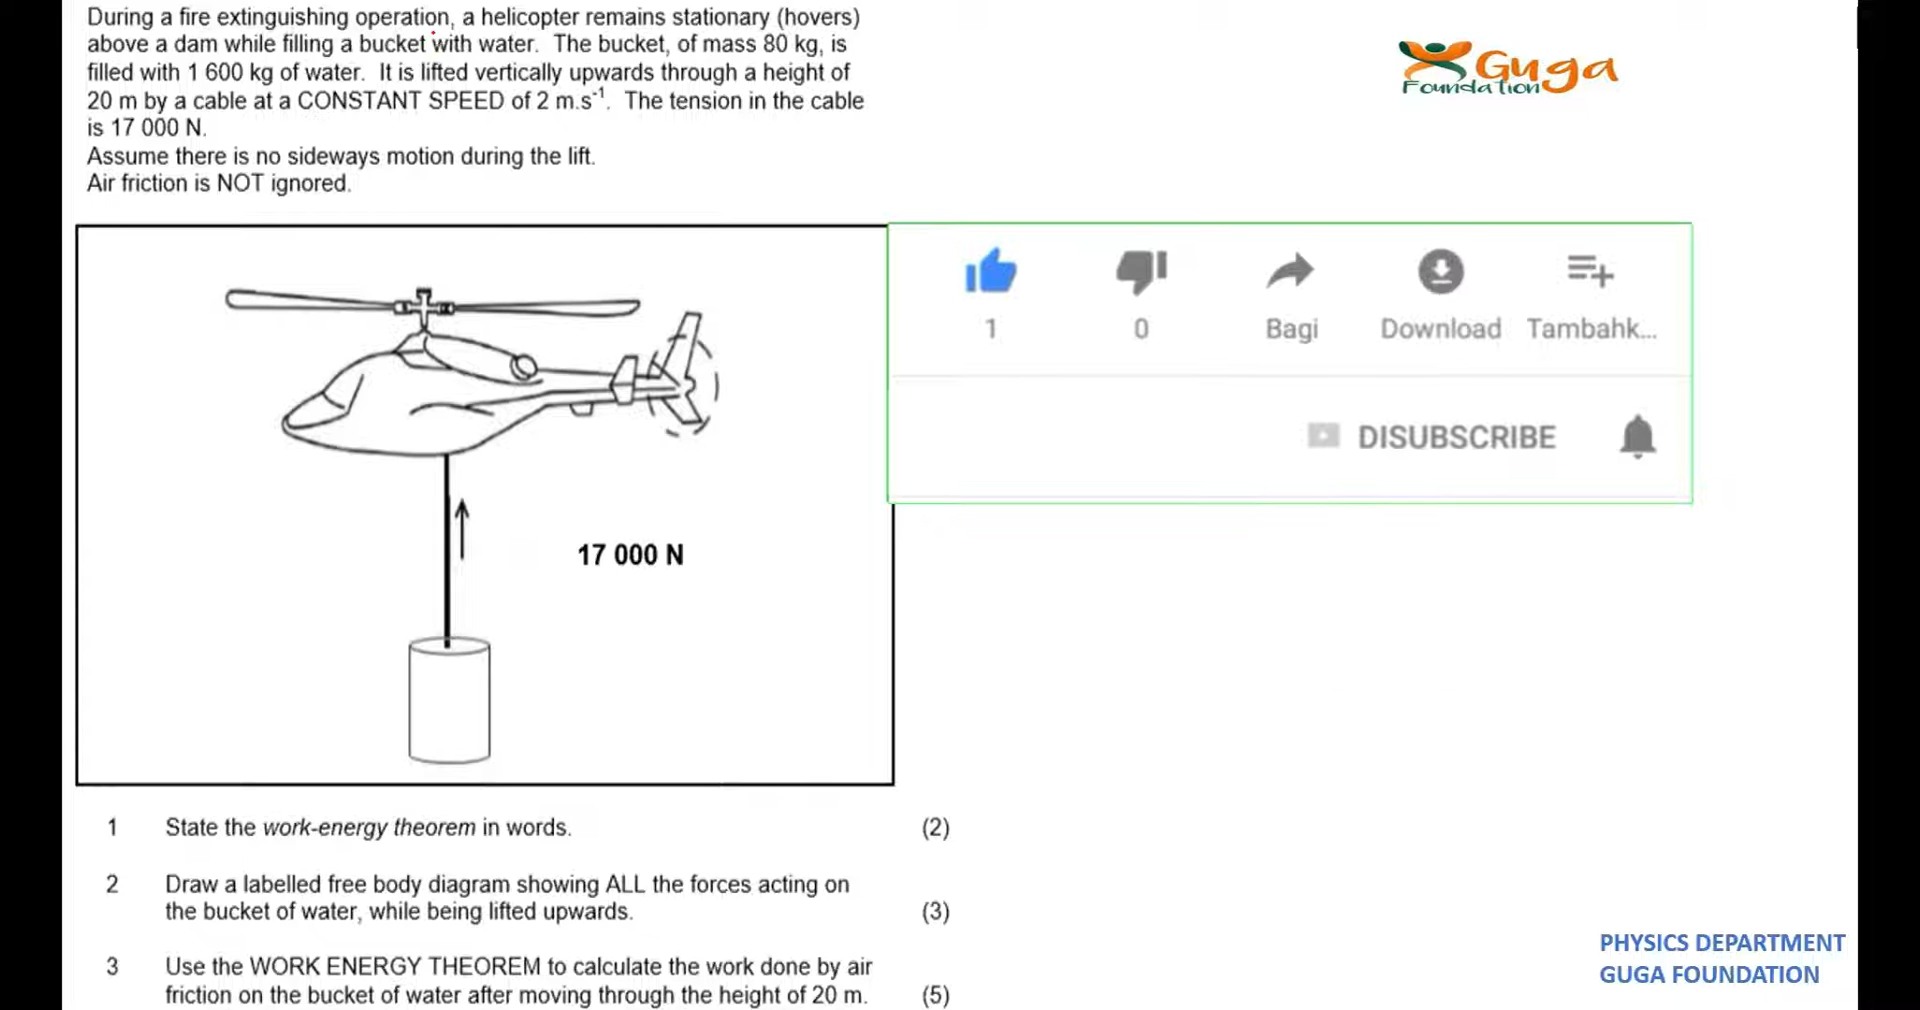 During a fire extinguishing operation, a helicopter remains stationary (hovers)
above a dam while filling a bucket with water. The bucket, of mass 80 kg, is
filled with 1 600 kg of water. It is lifted vertically upwards through a height of
20 m by a cable at a CONSTANT SPEED of 2 m.s⁻¹. The tension in the cable
is 17 000 N.
Assume there is no sideways motion during the lift.
Air friction is NOT ignored.
Guga
Foundation
1 0 Bagi Download Tambahk...
DISUBSCRIBE
17 000 N
1 State the work-energy theorem in words. (2)
2 Draw a labelled free body diagram showing ALL the forces acting on
the bucket of water, while being lifted upwards. (3)
3 Use the WORK ENERGY THEOREM to calculate the work done by air
friction on the bucket of water after moving through the height of 20 m. (5)
PHYSICS DEPARTMENT
GUGA FOUNDATION